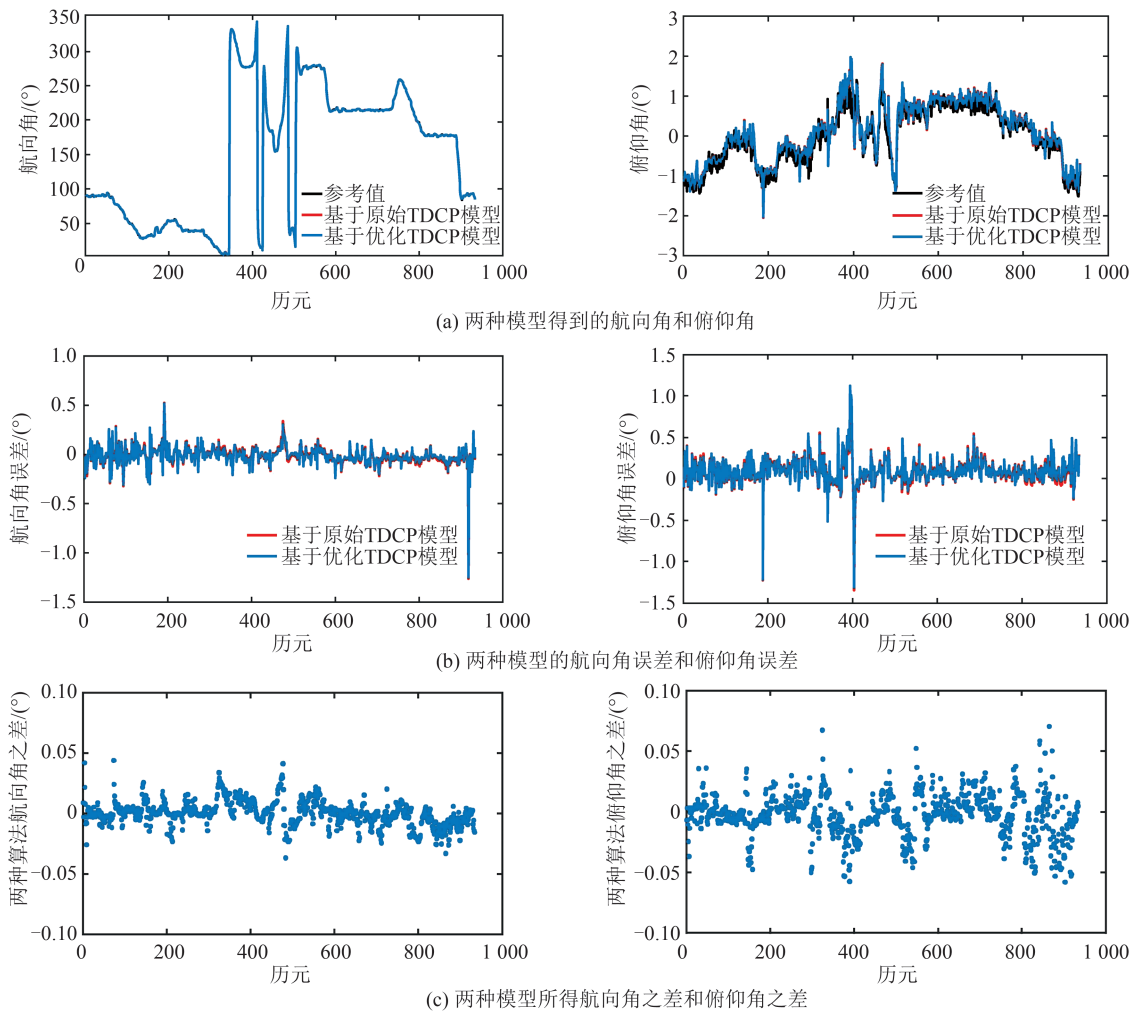 350
300
250
200
150
100
50
0
200
400
600
800
1 000
航向角/(°)
历元
参考值
基于原始TDCP模型
基于优化TDCP模型
3
2
1
0
−1
−2
−3
0
200
400
600
800
1 000
俯仰角/(°)
历元
参考值
基于原始TDCP模型
基于优化TDCP模型
(a) 两种模型得到的航向角和俯仰角
1.0
0.5
0
−0.5
−1.0
−1.5
0
200
400
600
800
1 000
航向角误差/(°)
历元
基于原始TDCP模型
基于优化TDCP模型
1.5
1.0
0.5
0
−0.5
−1.0
−1.5
0
200
400
600
800
1 000
俯仰角误差/(°)
历元
基于原始TDCP模型
基于优化TDCP模型
(b) 两种模型的航向角误差和俯仰角误差
0.10
0.05
0
−0.05
−0.10
0
200
400
600
800
1 000
两种算法航向角之差/(°)
历元
0.10
0.05
0
−0.05
−0.10
0
200
400
600
800
1 000
两种算法俯仰角之差/(°)
历元
(c) 两种模型所得航向角之差和俯仰角之差